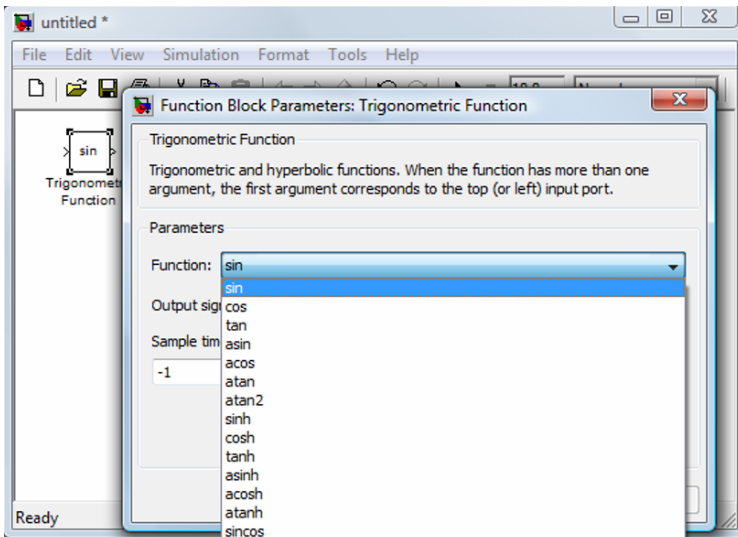 untitled *
File Edit View Simulation Format Tools Help
Function Block Parameters: Trigonometric Function
sin
Trigonomet
Function
Trigonometric Function
Trigonometric and hyperbolic functions. When the function has more than one
argument, the first argument corresponds to the top (or left) input port.
Parameters
Function: sin
sin
Output sig
cos
tan
Sample tim
asin
-1
acos
atan
atan2
sinh
cosh
tanh
asinh
acosh
atanh
sincos
Ready